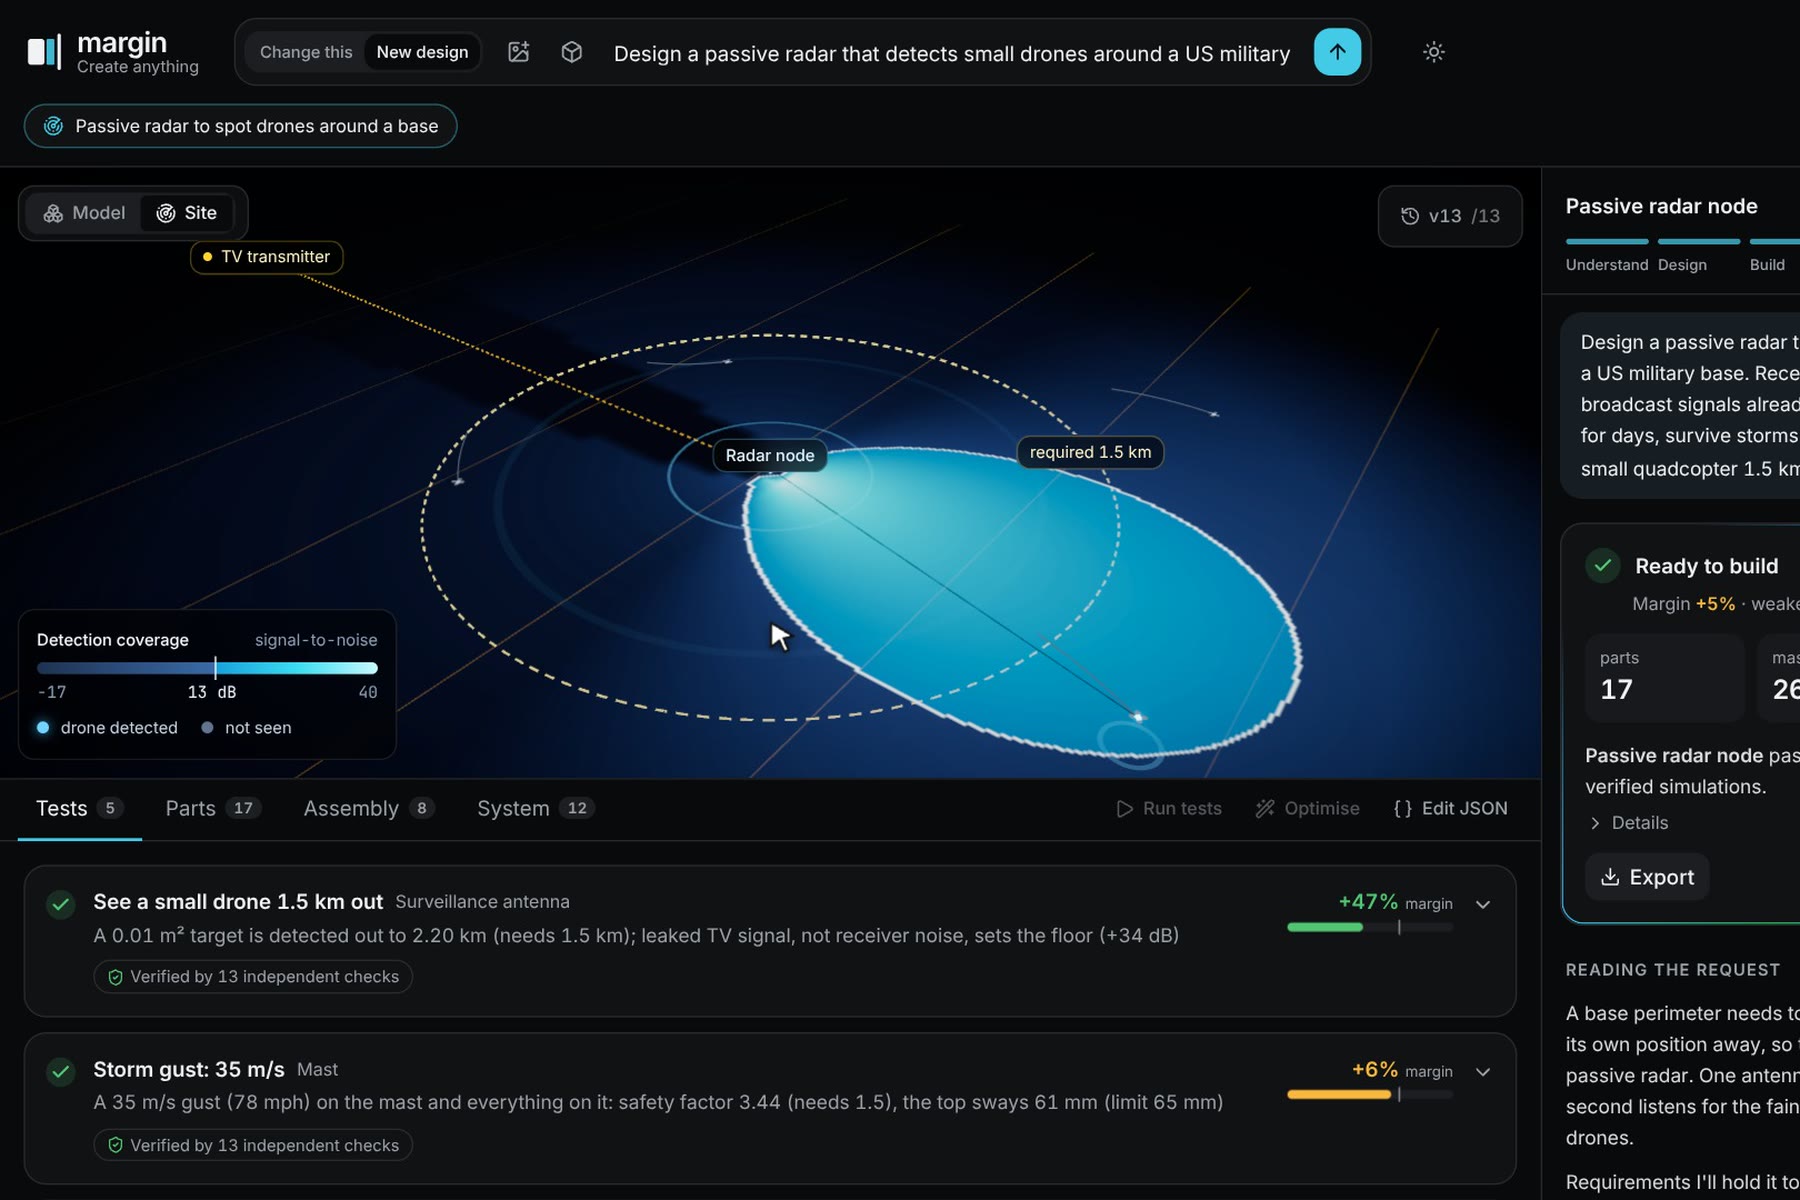 margin
Create anything
Change this
New design
Design a passive radar that detects small drones around a US military
Passive radar to spot drones around a base
Model
Site
v13 /13
TV transmitter
Radar node
required 1.5 km
Detection coverage
signal-to-noise
-17
13 dB
40
drone detected
not seen
Tests 5
Parts 17
Assembly 8
System 12
Run tests
Optimise
{ } Edit JSON
See a small drone 1.5 km out Surveillance antenna
+47% margin
A 0.01 m² target is detected out to 2.20 km (needs 1.5 km); leaked TV signal, not receiver noise, sets the floor (+34 dB)
Verified by 13 independent checks
Storm gust: 35 m/s Mast
+6% margin
A 35 m/s gust (78 mph) on the mast and everything on it: safety factor 3.44 (needs 1.5), the top sways 61 mm (limit 65 mm)
Verified by 13 independent checks
Passive radar node
Understand
Design
Build
Design a passive radar t
a US military base. Rece
broadcast signals alread
for days, survive storms
small quadcopter 1.5 km
Ready to build
Margin +5% · weake
parts
17
mas
26
Passive radar node pas
verified simulations.
Details
Export
READING THE REQUEST
A base perimeter needs to
its own position away, so t
passive radar. One antenn
second listens for the fain
drones.
Requirements I'll hold it to